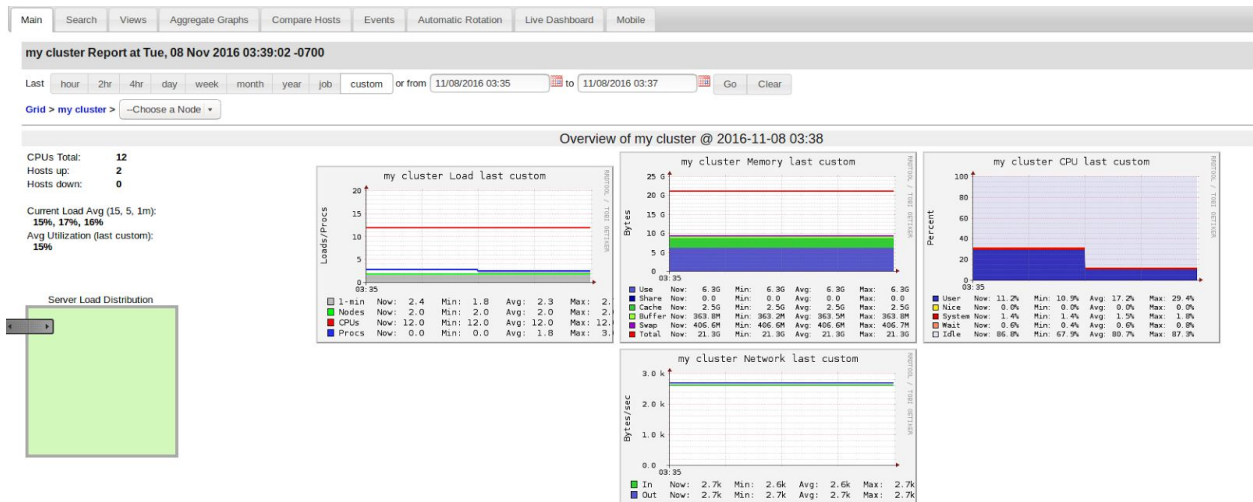 Main Search Views Aggregate Graphs Compare Hosts Events Automatic Rotation Live Dashboard Mobile
my cluster Report at Tue, 08 Nov 2016 03:39:02 -0700
Last hour 2hr 4hr day week month year job custom or from 11/08/2016 03:35 to 11/08/2016 03:37 Go Clear
Grid > my cluster > --Choose a Node
Overview of my cluster @ 2016-11-08 03:38
CPUs Total: 12
Hosts up: 2
Hosts down: 0
Current Load Avg (15, 5, 1m):
15%, 17%, 16%
Avg Utilization (last custom):
15%
Server Load Distribution
my cluster Load last custom
RRDTOOL / TOBI OETIKER
Loads/Procs
20
15
10
5
0
03:35
1-min Now: 2.4 Min: 1.8 Avg: 2.3 Max: 2.
Nodes Now: 2.0 Min: 2.0 Avg: 2.0 Max: 2.
CPUs Now: 12.0 Min: 12.0 Avg: 12.0 Max: 12.
Procs Now: 0.0 Min: 0.0 Avg: 1.8 Max: 3.
my cluster Memory last custom
RRDTOOL / TOBI OETIKER
Bytes
25 G
20 G
15 G
10 G
5 G
0
03:35
Use Now: 6.3G Min: 6.3G Avg: 6.3G Max: 6.3G
Share Now: 0.0 Min: 0.0 Avg: 0.0 Max: 0.0
Cache Now: 2.5G Min: 2.5G Avg: 2.5G Max: 2.5G
Buffer Now: 363.8M Min: 363.2M Avg: 363.5M Max: 363.8M
Swap Now: 406.6M Min: 406.6M Avg: 406.6M Max: 406.7M
Total Now: 21.3G Min: 21.3G Avg: 21.3G Max: 21.3G
my cluster CPU last custom
RRDTOOL / TOBI OETIKER
Percent
100
80
60
40
20
0
03:35
User Now: 11.2% Min: 10.9% Avg: 17.2% Max: 29.4%
Nice Now: 0.0% Min: 0.0% Avg: 0.0% Max: 0.0%
System Now: 1.4% Min: 1.4% Avg: 1.5% Max: 1.8%
Wait Now: 0.6% Min: 0.4% Avg: 0.6% Max: 0.8%
Idle Now: 86.8% Min: 67.9% Avg: 80.7% Max: 87.3%
my cluster Network last custom
RRDTOOL / TOBI OETIKER
Bytes/sec
3.0 k
2.0 k
1.0 k
0.0
03:35
In Now: 2.7k Min: 2.6k Avg: 2.6k Max: 2.7k
Out Now: 2.7k Min: 2.7k Avg: 2.7k Max: 2.7k